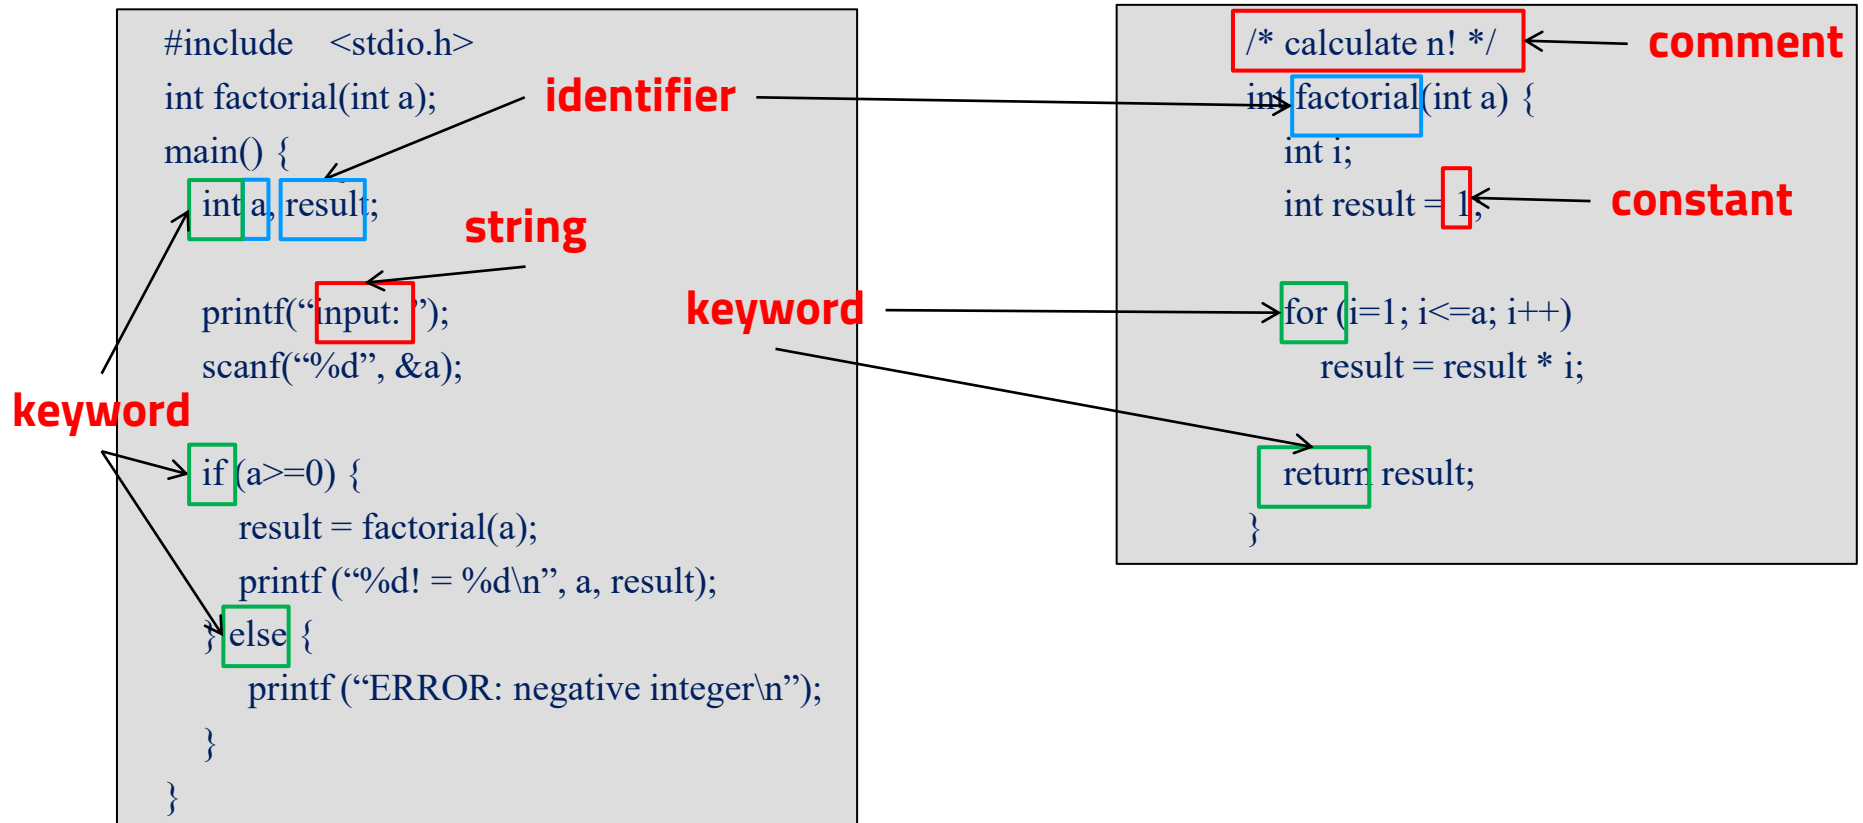 #include <stdio.h>
int factorial(int a);
main() {
int a, result;
printf(“input: ”);
scanf(“%d”, &a);
if (a>=0) {
result = factorial(a);
printf (“%d! = %d\n”, a, result);
} else {
printf (“ERROR: negative integer\n”);
}
}
identifier
string
keyword
keyword
/* calculate n! */
int factorial(int a) {
int i;
int result = 1;
for (i=1; i<=a; i++)
result = result * i;
return result;
}
comment
constant